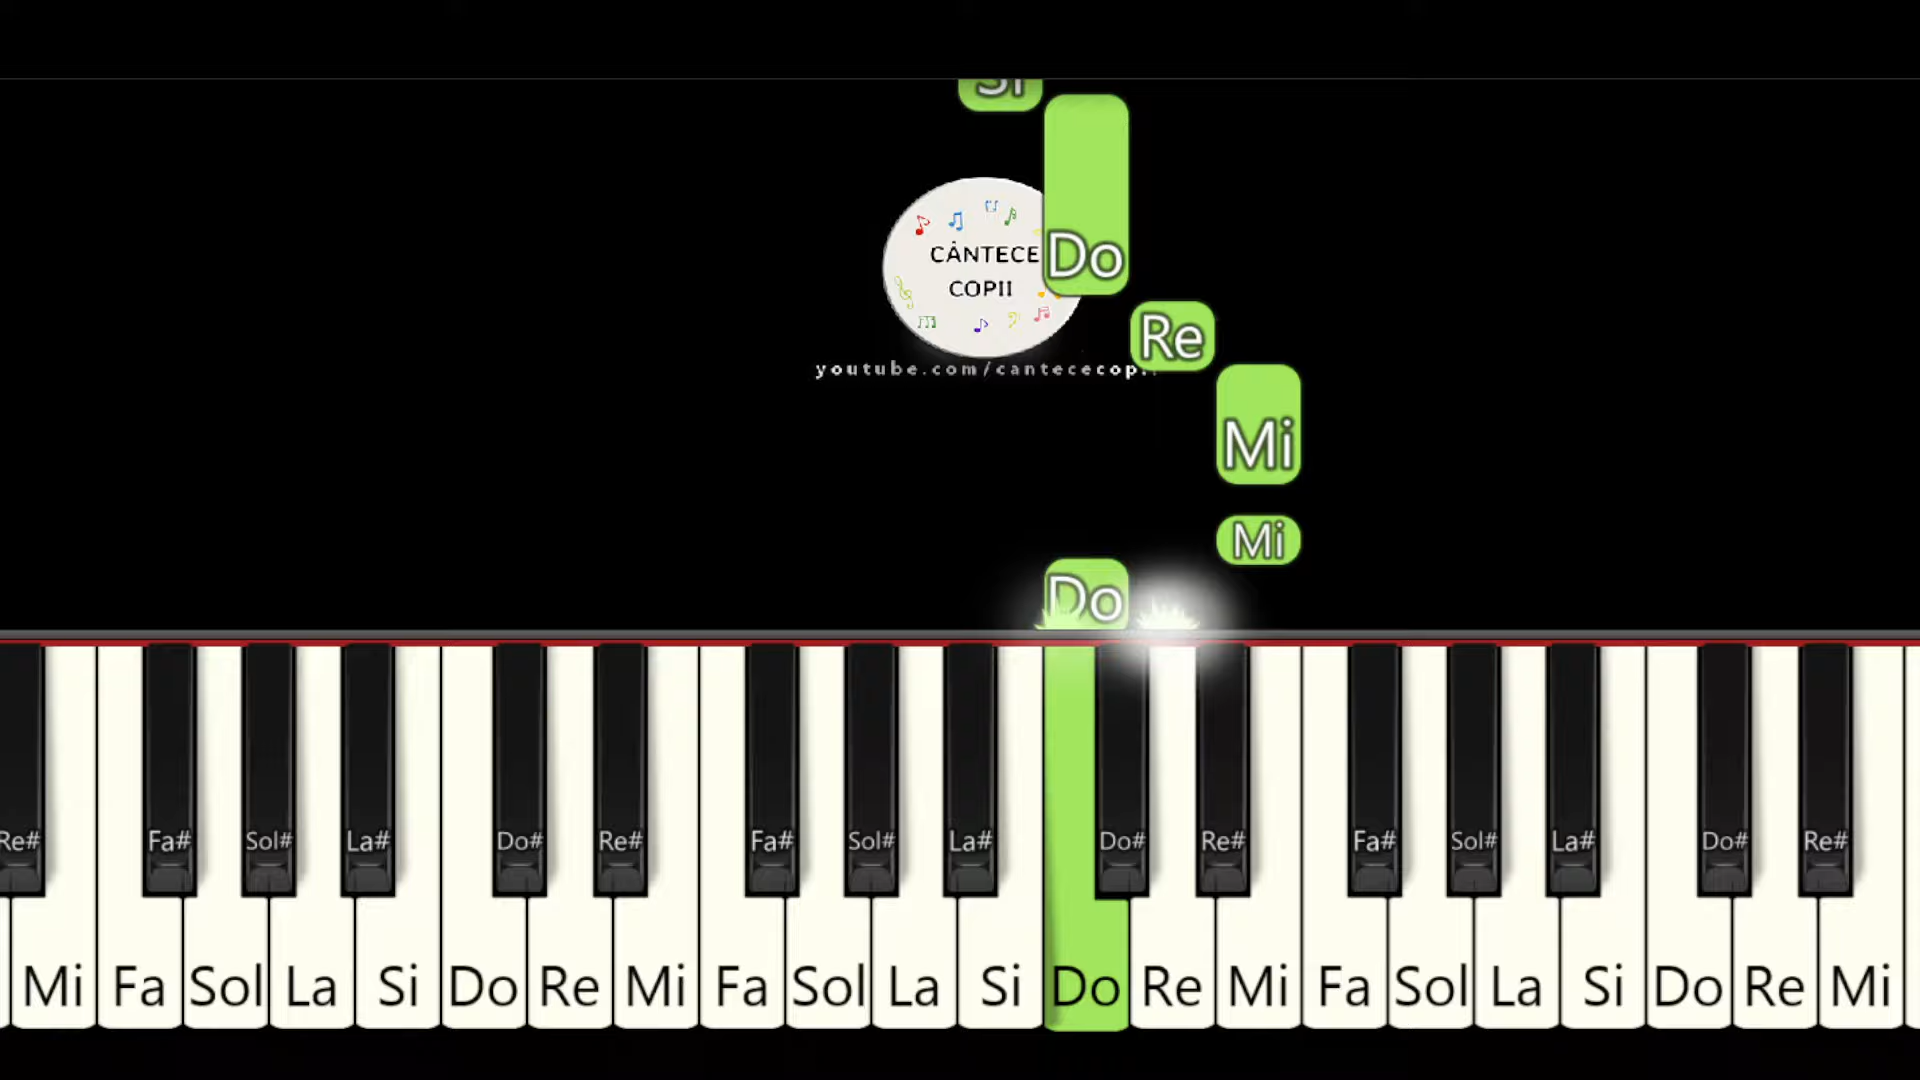 Si
Do
CÂNTECE
COPII
Re
youtube.com/cantececop
Mi
Mi
Do
Re# Fa# Sol# La# Do# Re# Fa# Sol# La# Do# Re# Fa# Sol# La# Do# Re#
Mi Fa Sol La Si Do Re Mi Fa Sol La Si Do Re Mi Fa Sol La Si Do Re Mi